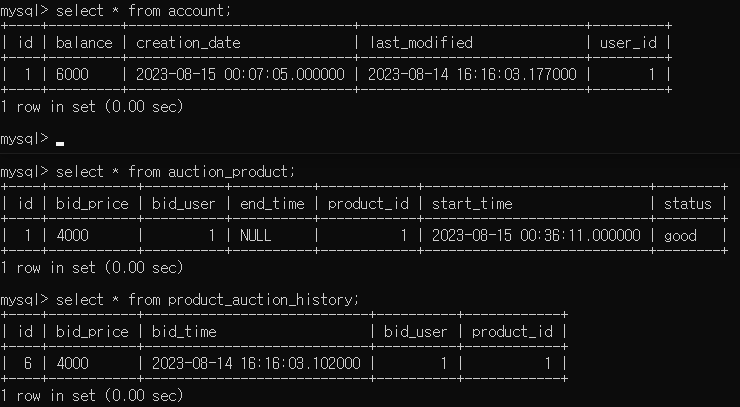 mysql> select * from account;
+----+---------+----------------------------+----------------------------+---------+
| id | balance | creation_date              | last_modified              | user_id |
+----+---------+----------------------------+----------------------------+---------+
|  1 | 6000    | 2023-08-15 00:07:05.000000 | 2023-08-14 16:16:03.177000 |       1 |
+----+---------+----------------------------+----------------------------+---------+
1 row in set (0.00 sec)
mysql>
mysql> select * from auction_product;
+----+-----------+----------+----------+------------+----------------------------+--------+
| id | bid_price | bid_user | end_time | product_id | start_time                 | status |
+----+-----------+----------+----------+------------+----------------------------+--------+
|  1 | 4000      |        1 | NULL     |          1 | 2023-08-15 00:36:11.000000 | good   |
+----+-----------+----------+----------+------------+----------------------------+--------+
1 row in set (0.00 sec)
mysql> select * from product_auction_history;
+----+-----------+----------------------------+----------+------------+
| id | bid_price | bid_time                   | bid_user | product_id |
+----+-----------+----------------------------+----------+------------+
|  6 | 4000      | 2023-08-14 16:16:03.102000 |        1 |          1 |
+----+-----------+----------------------------+----------+------------+
1 row in set (0.00 sec)